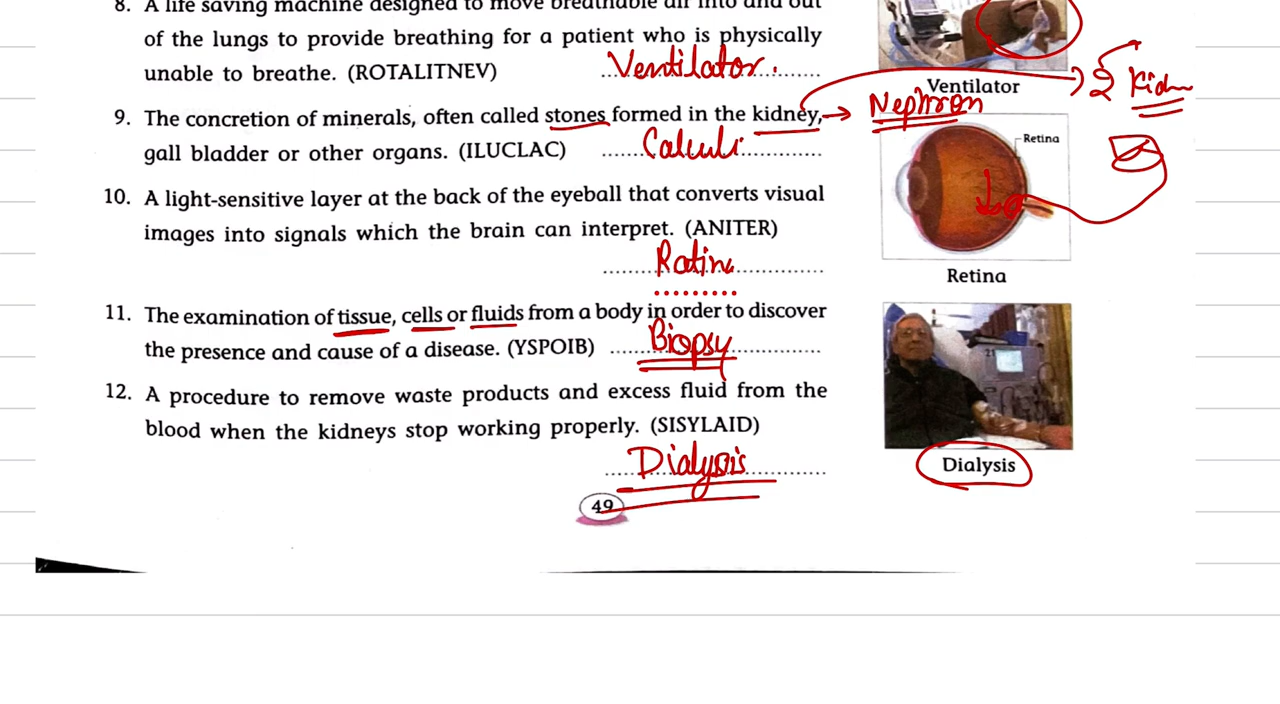 8. A life saving machine designed to move breathable air into and out
of the lungs to provide breathing for a patient who is physically
unable to breathe. (ROTALITNEV) ...Ventilator...
Ventilator
2 Kidn
9. The concretion of minerals, often called stones formed in the kidney, → Nephron
gall bladder or other organs. (ILUCLAC) ...Calculi...
Retina
10. A light-sensitive layer at the back of the eyeball that converts visual
images into signals which the brain can interpret. (ANITER)
...Ratina...
Retina
11. The examination of tissue, cells or fluids from a body in order to discover
the presence and cause of a disease. (YSPOIB) ...Biopsy...
21
12. A procedure to remove waste products and excess fluid from the
blood when the kidneys stop working properly. (SISYLAID)
...Dialysis...
Dialysis
49